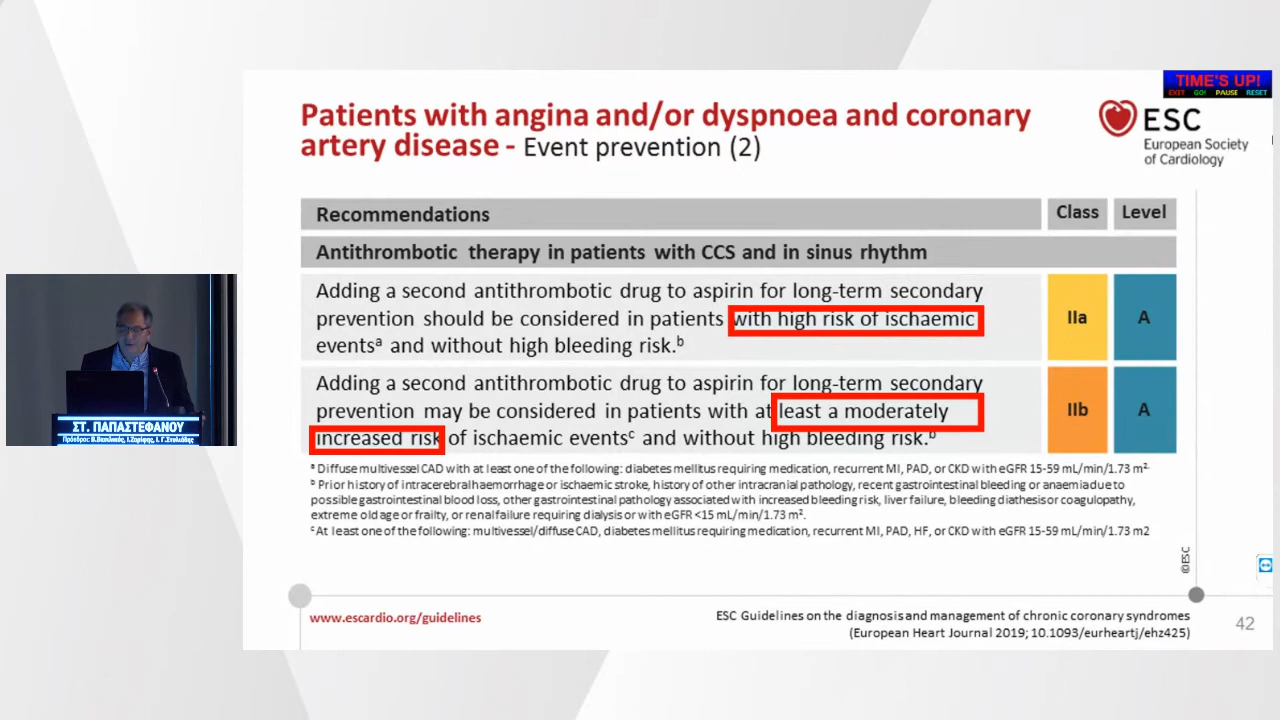 TIME'S UP!
EXIT GO! PAUSE RESET
Patients with angina and/or dyspnoea and coronary
artery disease - Event prevention (2)
ESC
European Society
of Cardiology
Recommendations Class Level
Antithrombotic therapy in patients with CCS and in sinus rhythm
Adding a second antithrombotic drug to aspirin for long-term secondary
prevention should be considered in patients with high risk of ischaemic
eventsᵃ and without high bleeding risk.ᵇ
IIa A
Adding a second antithrombotic drug to aspirin for long-term secondary
prevention may be considered in patients with at least a moderately
increased risk of ischaemic eventsᶜ and without high bleeding risk.ᵇ
IIb A
ᵃ Diffuse multivessel CAD with at least one of the following: diabetes mellitus requiring medication, recurrent MI, PAD, or CKD with eGFR 15-59 mL/min/1.73 m².
ᵇ Prior history of intracerebral haemorrhage or ischaemic stroke, history of other intracranial pathology, recent gastrointestinal bleeding or anaemia due to
possible gastrointestinal blood loss, other gastrointestinal pathology associated with increased bleeding risk, liver failure, bleeding diathesis or coagulopathy,
extreme old age or frailty, or renal failure requiring dialysis or with eGFR <15 mL/min/1.73 m².
ᶜ At least one of the following: multivessel/diffuse CAD, diabetes mellitus requiring medication, recurrent MI, PAD, HF, or CKD with eGFR 15-59 mL/min/1.73 m2
©ESC
www.escardio.org/guidelines
ESC Guidelines on the diagnosis and management of chronic coronary syndromes
(European Heart Journal 2019; 10.1093/eurheartj/ehz425)
42
ΣΤ. ΠΑΠΑΣΤΕΦΑΝΟΥ
Πρόεδροι: Β.Βασιλικός, Ι.Ζαρίφης, Ι. Γ.Στυλιάδης